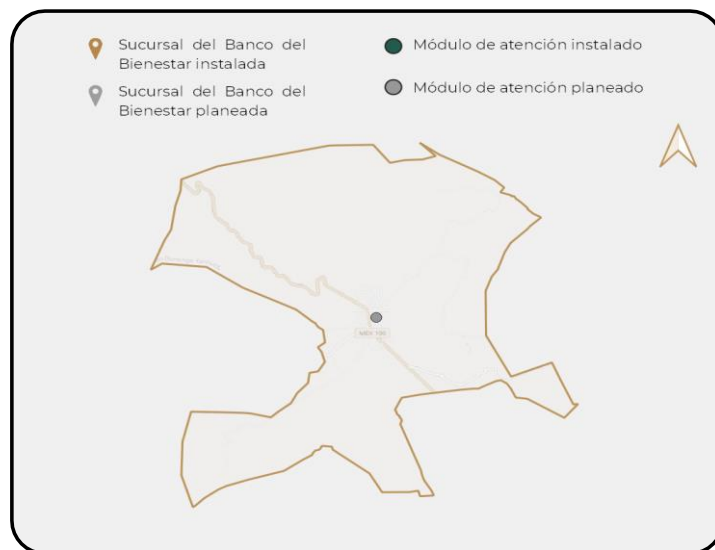 Sucursal del Banco del
Bienestar instalada
Módulo de atención instalado
Sucursal del Banco del
Bienestar planeada
Módulo de atención planeado